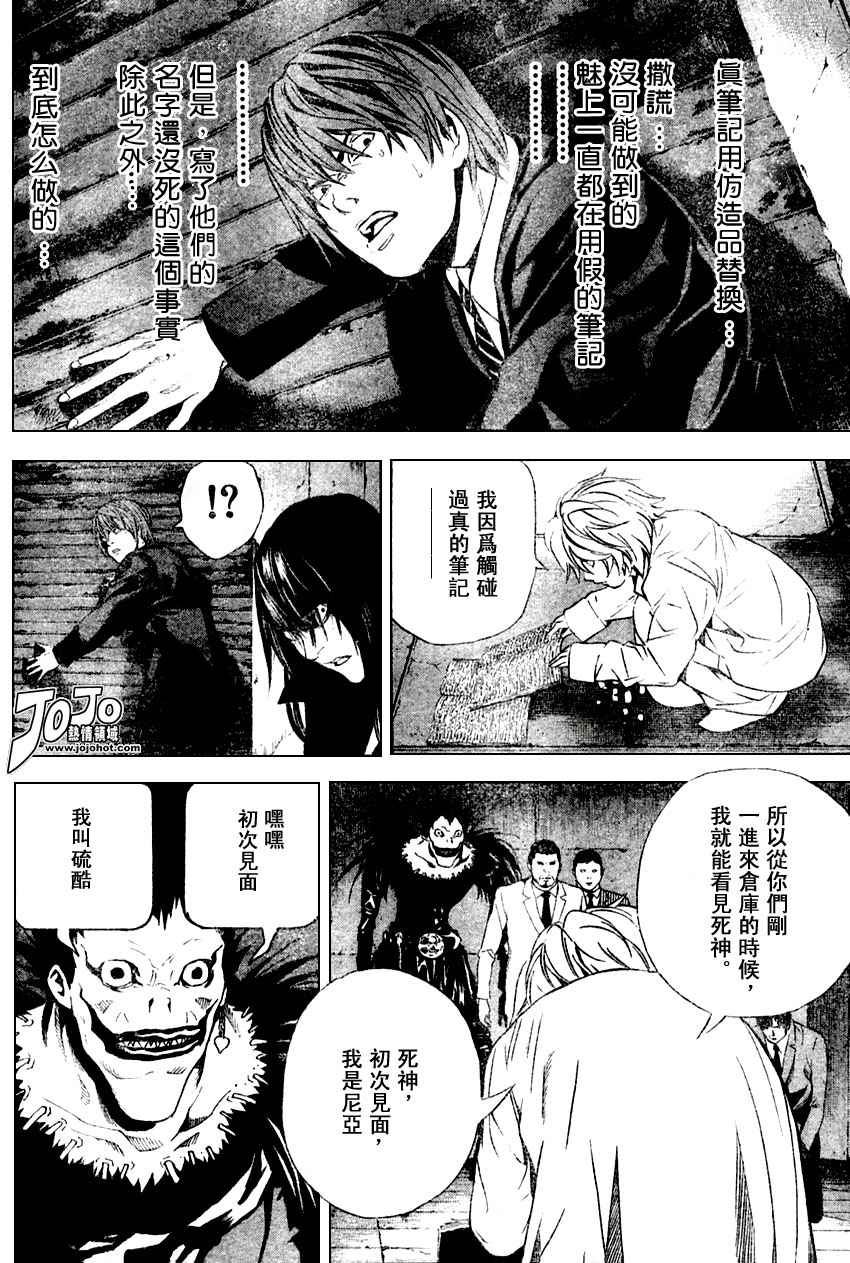 真筆記用仿造品替換…
撒謊…
沒可能做到的
魅上一直都在用假的筆記
…………
…………
…………
但是，寫了他們的
名字還沒死的這個事實
除此之外……
到底怎么做的…
我因爲觸碰
過真的筆記
——
!?
JOJO
熱情領域
www.jojohot.com
所以從你們剛
一進來倉庫的時候，
我就能看見死神。
死神，
初次見面，
我是尼亞
嘿嘿
初次見面
我叫硫酷